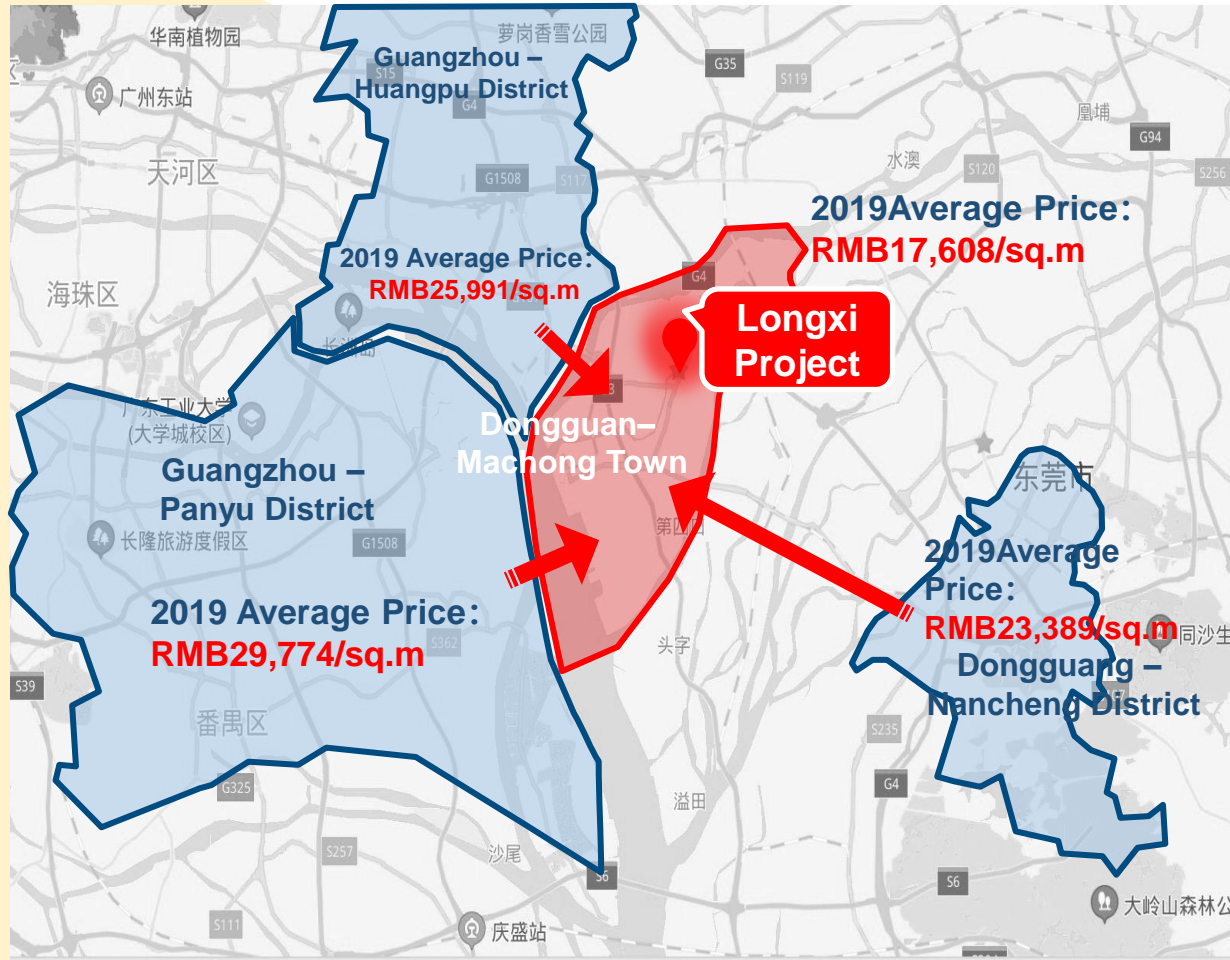 华南植物园
萝岗香雪公园
Guangzhou –
Huangpu District
G35
S15
S119
广州东站
G4
凰埔
G94
天河区
水澳
S120
S256
G1508
S117
2019Average Price:
RMB17,608/sq.m
2019 Average Price:
RMB25,991/sq.m
G4
海珠区
Longxi
Project
长洲岛
广东工业大学
(大学城校区)
Dongguan–
Machong Town
Guangzhou –
Panyu District
东莞市
长隆旅游度假区
G1508
2019Average
Price:
RMB23,389/sq.m
Dongguang –
Nancheng District
同沙生
2019 Average Price:
RMB29,774/sq.m
S362
头字
S39
番禺区
S235
G325
G4
溢田
S257
沙尾
S6
S6
大岭山森林公
S111
庆盛站